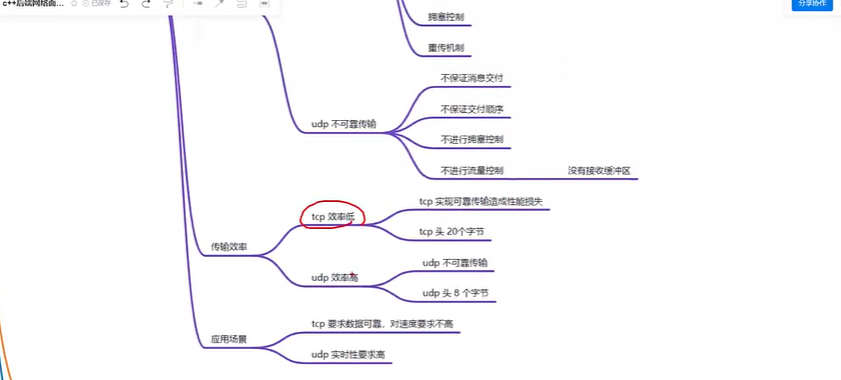 c++后端网络面...
已保存
分享协作
拥塞控制
重传机制
udp 不可靠传输
不保证消息交付
不保证交付顺序
不进行拥塞控制
不进行流量控制
没有接收缓冲区
传输效率
tcp 效率低
tcp 实现可靠传输造成性能损失
tcp 头 20个字节
udp 效率高
udp 不可靠传输
udp 头 8 个字节
应用场景
tcp 要求数据可靠，对速度要求不高
udp 实时性要求高